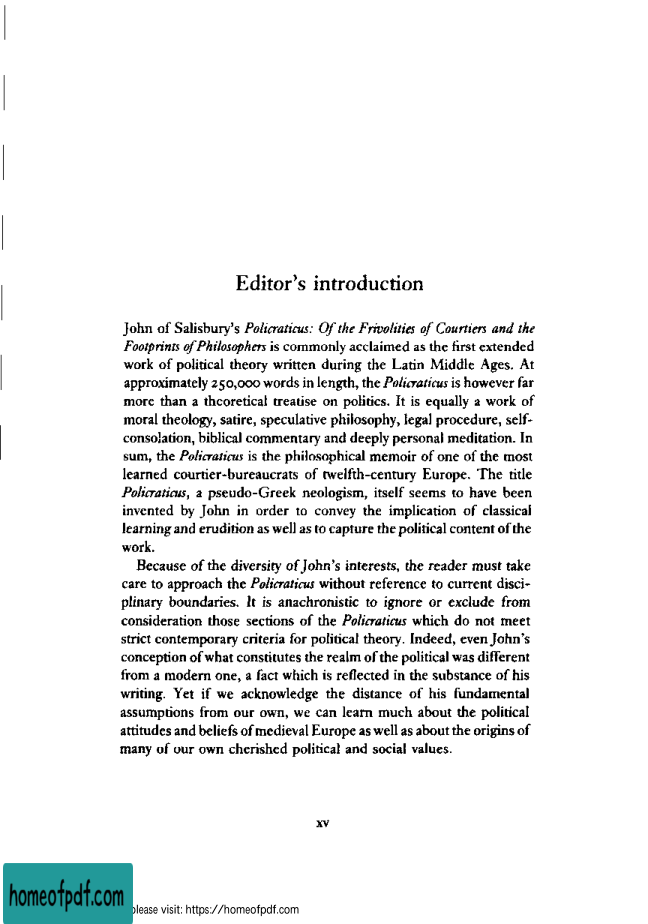 Editor's introduction
John of Salisbury's Policraticus: Of the Frivolities of Courtiers and the
Footprints of Philosophers is commonly acclaimed as the first extended
work of political theory written during the Latin Middle Ages. At
approximately 250,000 words in length, the Policraticus is however far
more than a theoretical treatise on politics. It is equally a work of
moral theology, satire, speculative philosophy, legal procedure, self-
consolation, biblical commentary and deeply personal meditation. In
sum, the Policraticus is the philosophical memoir of one of the most
learned courtier-bureaucrats of twelfth-century Europe. The title
Policraticus, a pseudo-Greek neologism, itself seems to have been
invented by John in order to convey the implication of classical
learning and erudition as well as to capture the political content of the
work.
Because of the diversity of John's interests, the reader must take
care to approach the Policraticus without reference to current disci-
plinary boundaries. It is anachronistic to ignore or exclude from
consideration those sections of the Policraticus which do not meet
strict contemporary criteria for political theory. Indeed, even John's
conception of what constitutes the realm of the political was different
from a modern one, a fact which is reflected in the substance of his
writing. Yet if we acknowledge the distance of his fundamental
assumptions from our own, we can learn much about the political
attitudes and beliefs of medieval Europe as well as about the origins of
many of our own cherished political and social values.
xv
homeofpdf.com
please visit: https://homeofpdf.com